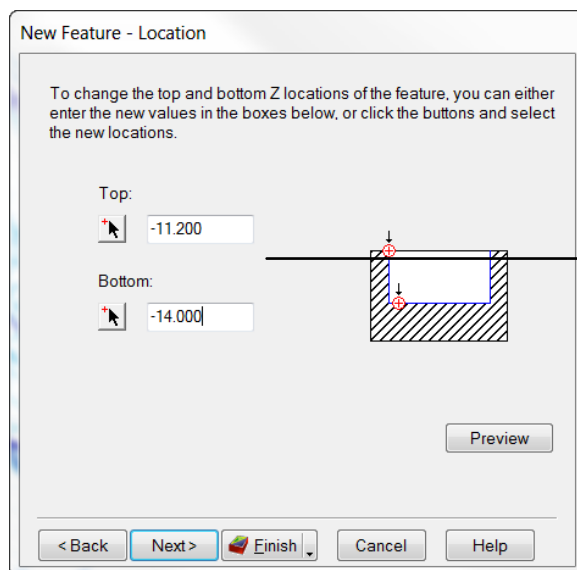 New Feature - Location
To change the top and bottom Z locations of the feature, you can either
enter the new values in the boxes below, or click the buttons and select
the new locations.
Top:
-11.200
Bottom:
-14.000
Preview
< Back Next > Finish Cancel Help